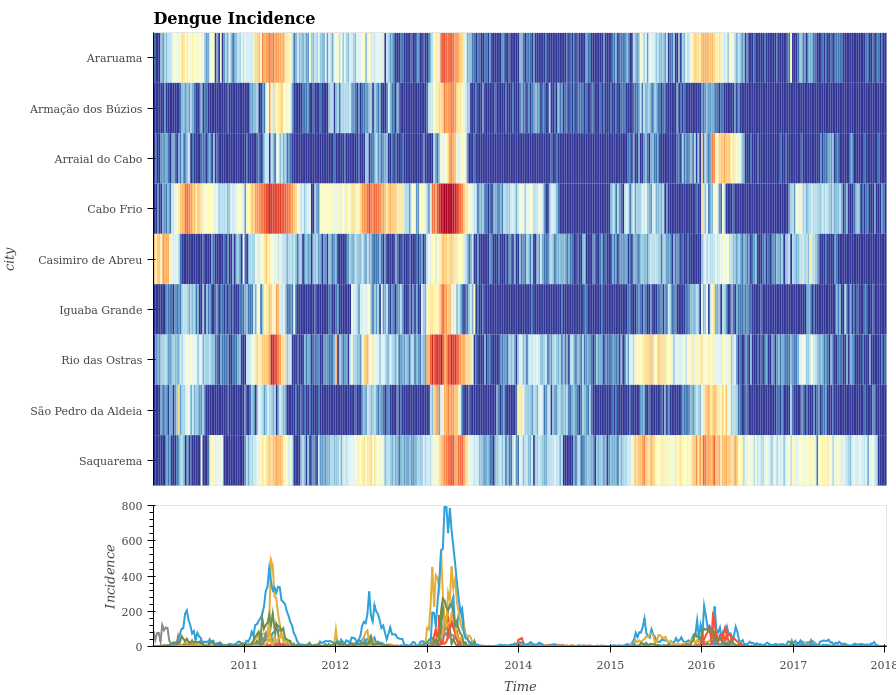 Dengue Incidence
Araruama
Armação dos Búzios
Arraial do Cabo
Cabo Frio
city
Casimiro de Abreu
Iguaba Grande
Rio das Ostras
São Pedro da Aldeia
Saquarema
800
600
Incidence
400
200
0
2011 2012 2013 2014 2015 2016 2017 2018
Time